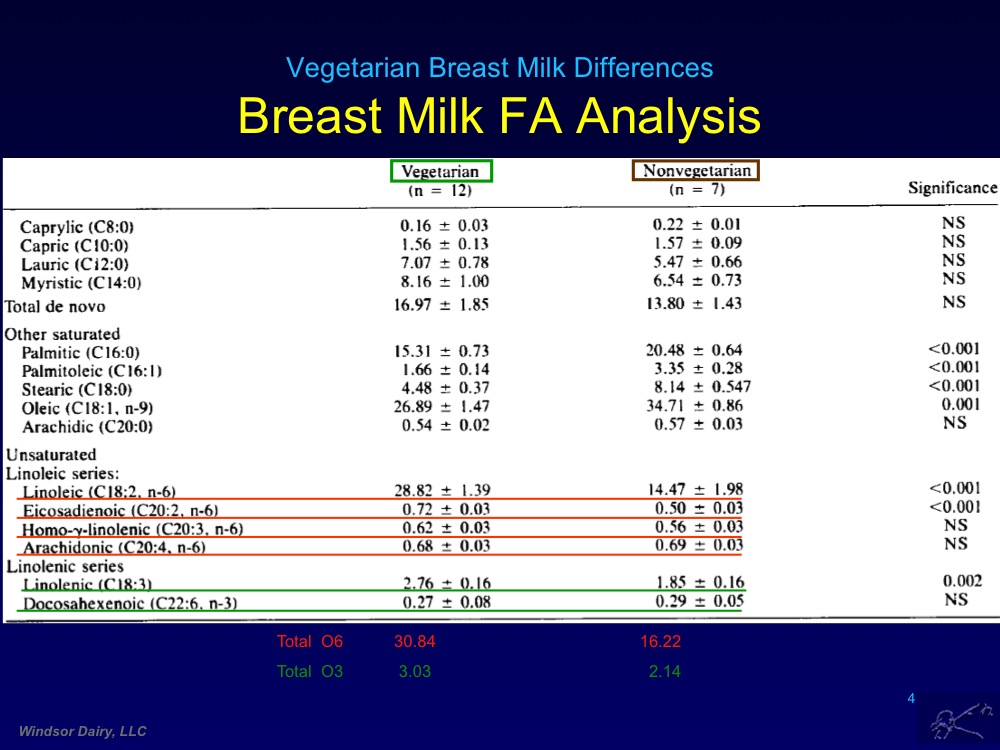 Vegetarian Breast Milk Differences
Breast Milk FA Analysis
Vegetarian Nonvegetarian
(n = 12) (n = 7) Significance
Caprylic (C8:0) 0.16 ± 0.03 0.22 ± 0.01 NS
Capric (C10:0) 1.56 ± 0.13 1.57 ± 0.09 NS
Lauric (C12:0) 7.07 ± 0.78 5.47 ± 0.66 NS
Myristic (C14:0) 8.16 ± 1.00 6.54 ± 0.73 NS
Total de novo 16.97 ± 1.85 13.80 ± 1.43 NS
Other saturated
Palmitic (C16:0) 15.31 ± 0.73 20.48 ± 0.64 <0.001
Palmitoleic (C16:1) 1.66 ± 0.14 3.35 ± 0.28 <0.001
Stearic (C18:0) 4.48 ± 0.37 8.14 ± 0.547 <0.001
Oleic (C18:1, n-9) 26.89 ± 1.47 34.71 ± 0.86 0.001
Arachidic (C20:0) 0.54 ± 0.02 0.57 ± 0.03 NS
Unsaturated
Linoleic series:
Linoleic (C18:2, n-6) 28.82 ± 1.39 14.47 ± 1.98 <0.001
Eicosadienoic (C20:2, n-6) 0.72 ± 0.03 0.50 ± 0.03 <0.001
Homo-γ-linolenic (C20:3, n-6) 0.62 ± 0.03 0.56 ± 0.03 NS
Arachidonic (C20:4, n-6) 0.68 ± 0.03 0.69 ± 0.03 NS
Linolenic series
Linolenic (C18:3) 2.76 ± 0.16 1.85 ± 0.16 0.002
Docosahexenoic (C22:6, n-3) 0.27 ± 0.08 0.29 ± 0.05 NS
Total O6 30.84 16.22
Total O3 3.03 2.14
4
Windsor Dairy, LLC